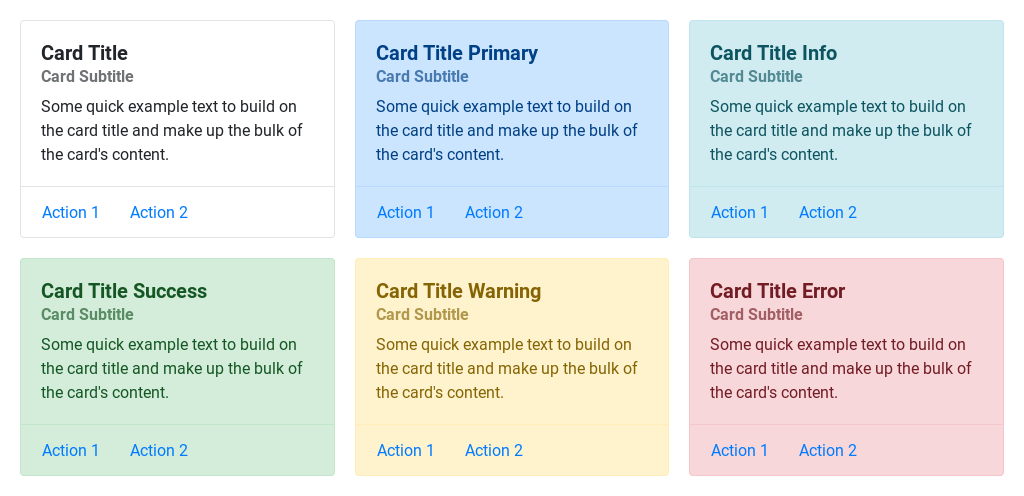 Card Title
Card Subtitle
Some quick example text to build on
the card title and make up the bulk of
the card's content.
Action 1 Action 2
Card Title Primary
Card Subtitle
Some quick example text to build on
the card title and make up the bulk of
the card's content.
Action 1 Action 2
Card Title Info
Card Subtitle
Some quick example text to build on
the card title and make up the bulk of
the card's content.
Action 1 Action 2
Card Title Success
Card Subtitle
Some quick example text to build on
the card title and make up the bulk of
the card's content.
Action 1 Action 2
Card Title Warning
Card Subtitle
Some quick example text to build on
the card title and make up the bulk of
the card's content.
Action 1 Action 2
Card Title Error
Card Subtitle
Some quick example text to build on
the card title and make up the bulk of
the card's content.
Action 1 Action 2